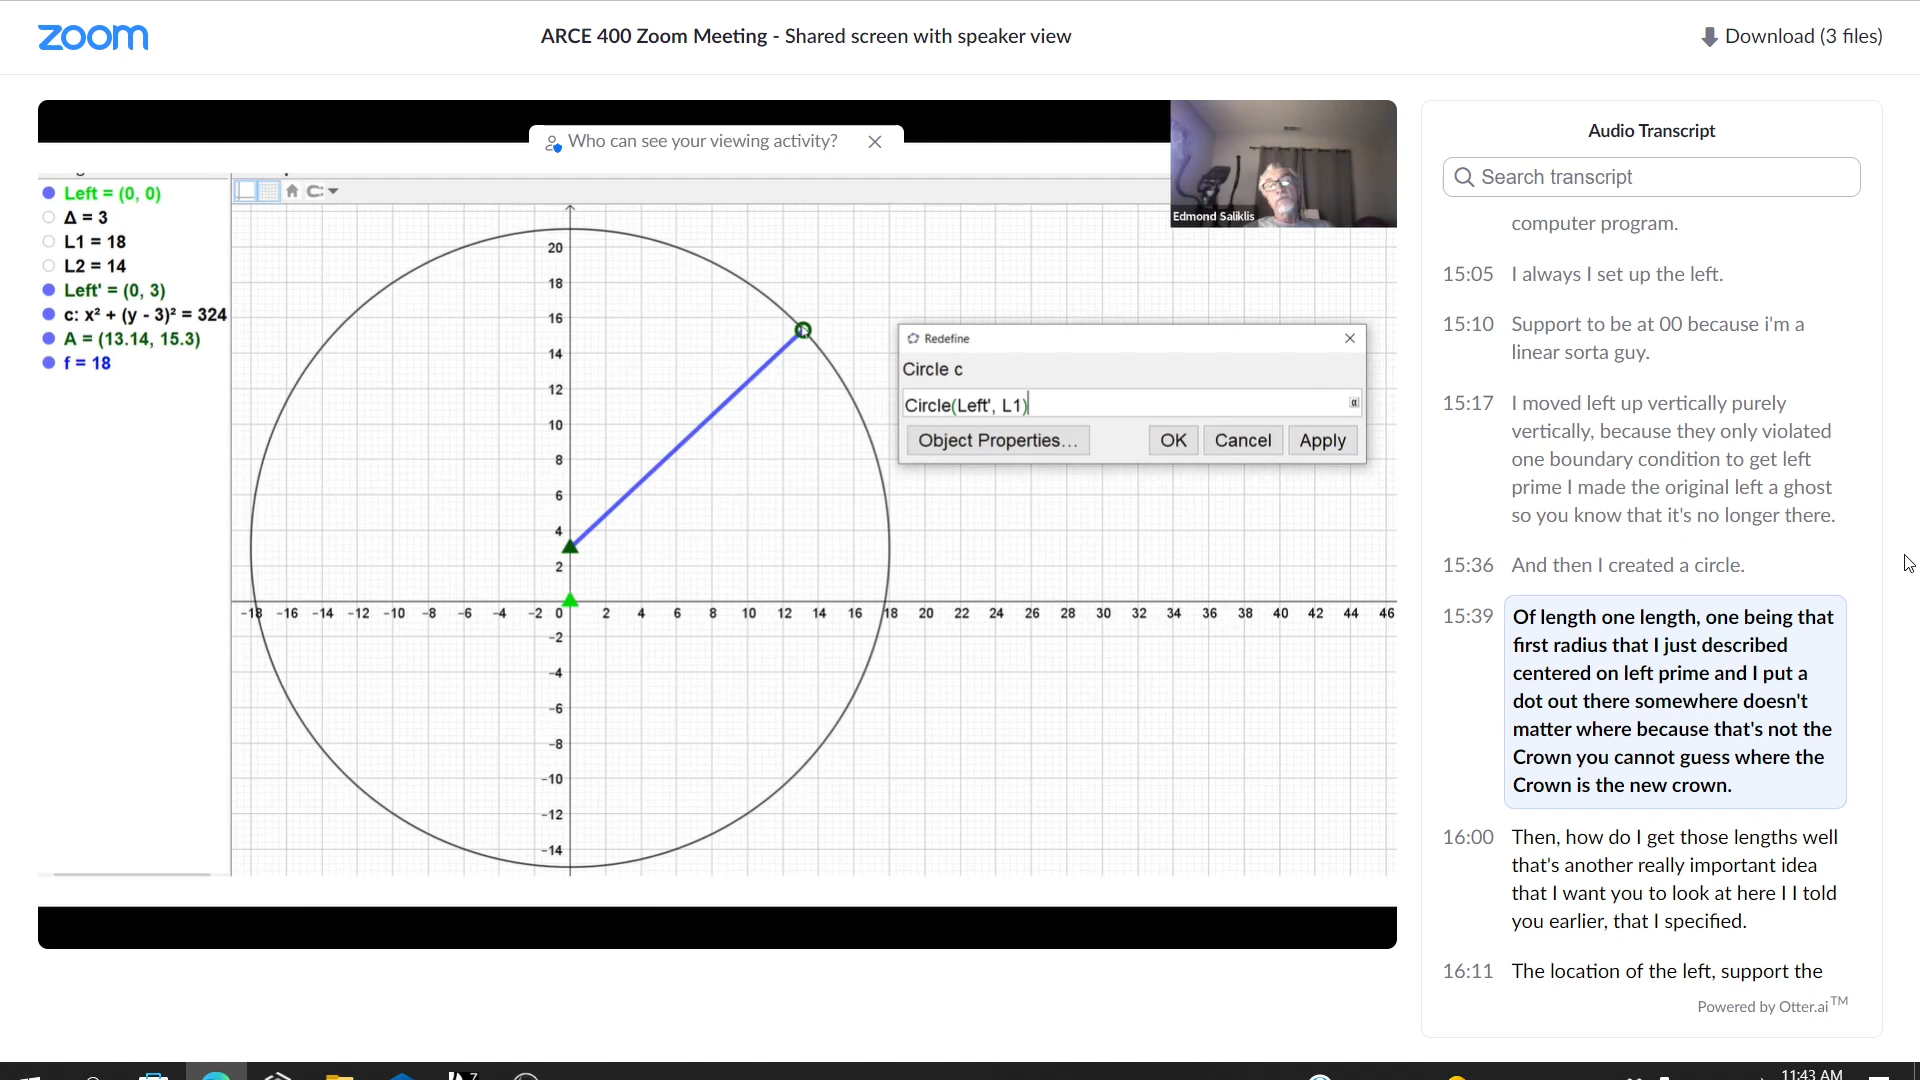 zoom
ARCE 400 Zoom Meeting - Shared screen with speaker view
Download (3 files)
Who can see your viewing activity?
Edmond Saliklis
Left = (0, 0)
Δ = 3
L1 = 18
L2 = 14
Left' = (0, 3)
c: x² + (y - 3)² = 324
A = (13.14, 15.3)
f = 18
20
18
16
14
12
10
8
6
4
2
-18 -16 -14 -12 -10 -8 -6 -4 -2 0 2 4 6 8 10 12 14 16 18 20 22 24 26 28 30 32 34 36 38 40 42 44 46
-2
-4
-6
-8
-10
-12
-14
Redefine
Circle c
Circle(Left', L1)
α
Object Properties…
OK
Cancel
Apply
Audio Transcript
Search transcript
computer program.
15:05 I always I set up the left.
15:10 Support to be at 00 because i'm a
linear sorta guy.
15:17 I moved left up vertically purely
vertically, because they only violated
one boundary condition to get left
prime I made the original left a ghost
so you know that it's no longer there.
15:36 And then I created a circle.
15:39 Of length one length, one being that
first radius that I just described
centered on left prime and I put a
dot out there somewhere doesn't
matter where because that's not the
Crown you cannot guess where the
Crown is the new crown.
16:00 Then, how do I get those lengths well
that's another really important idea
that I want you to look at here I I told
you earlier, that I specified.
16:11 The location of the left, support the
Powered by Otter.ai™
11:43 AM